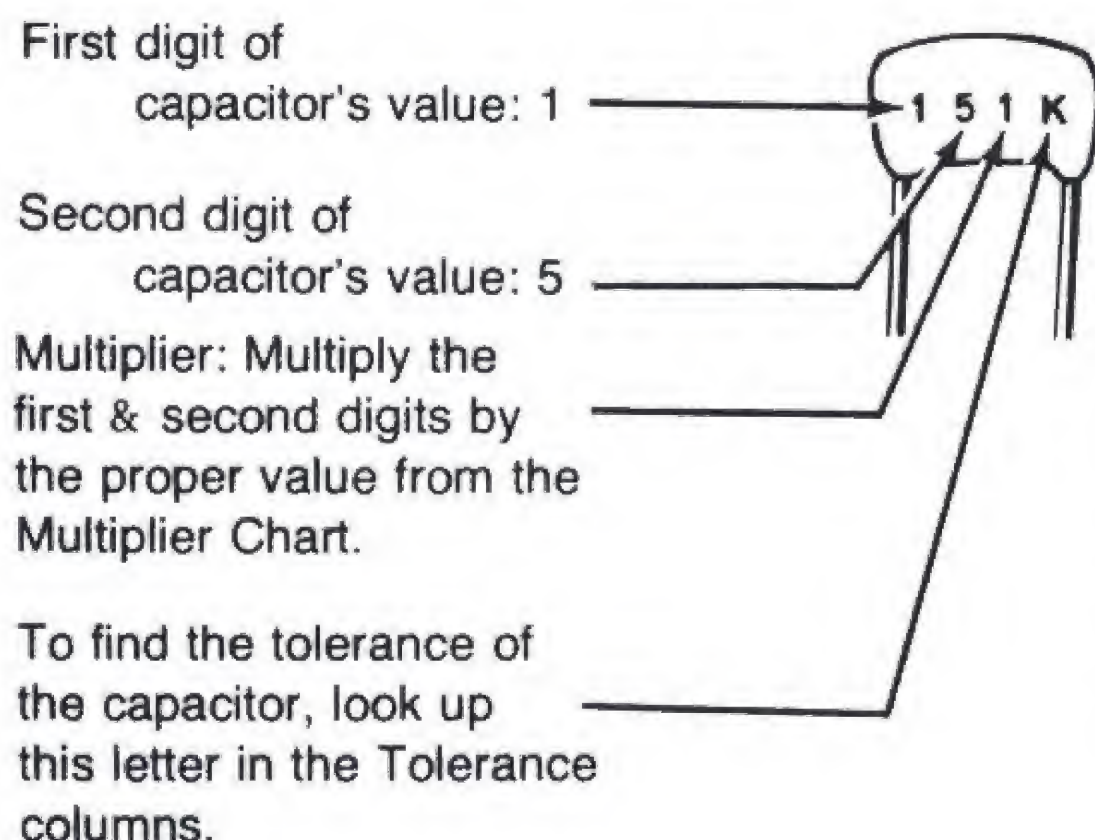 First digit of
capacitor's value: 1
1 5 1 K
Second digit of
capacitor's value: 5
Multiplier: Multiply the
first & second digits by
the proper value from the
Multiplier Chart.
To find the tolerance of
the capacitor, look up
this letter in the Tolerance
columns.